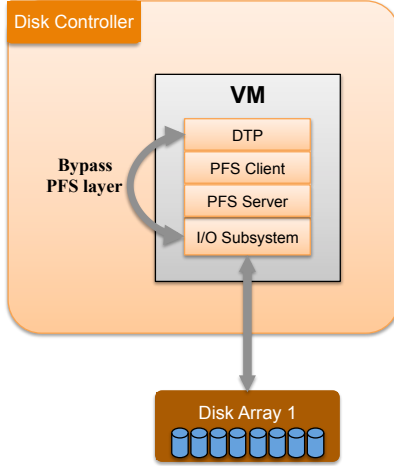 Disk Controller
VM
DTP
Bypass
PFS layer
PFS Client
PFS Server
I/O Subsystem
Disk Array 1